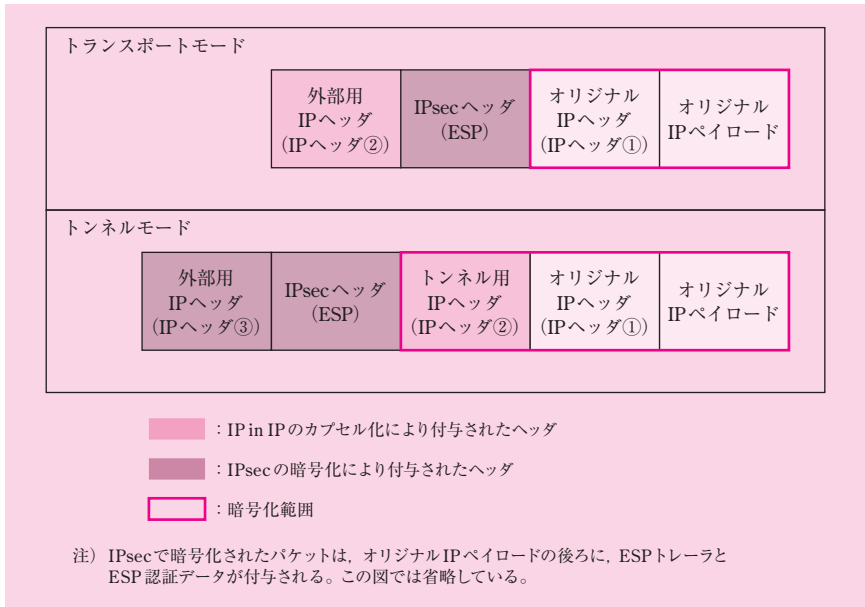 トランスポートモード
外部用
IPヘッダ
(IPヘッダ②)
IPsecヘッダ
(ESP)
オリジナル
IPヘッダ
(IPヘッダ①)
オリジナル
IPペイロード
トンネルモード
外部用
IPヘッダ
(IPヘッダ③)
IPsecヘッダ
(ESP)
トンネル用
IPヘッダ
(IPヘッダ②)
オリジナル
IPヘッダ
(IPヘッダ①)
オリジナル
IPペイロード
：IP in IPのカプセル化により付与されたヘッダ
：IPsecの暗号化により付与されたヘッダ
：暗号化範囲
注） IPsecで暗号化されたパケットは，オリジナルIPペイロードの後ろに，ESPトレーラと
ESP認証データが付与される。この図では省略している。